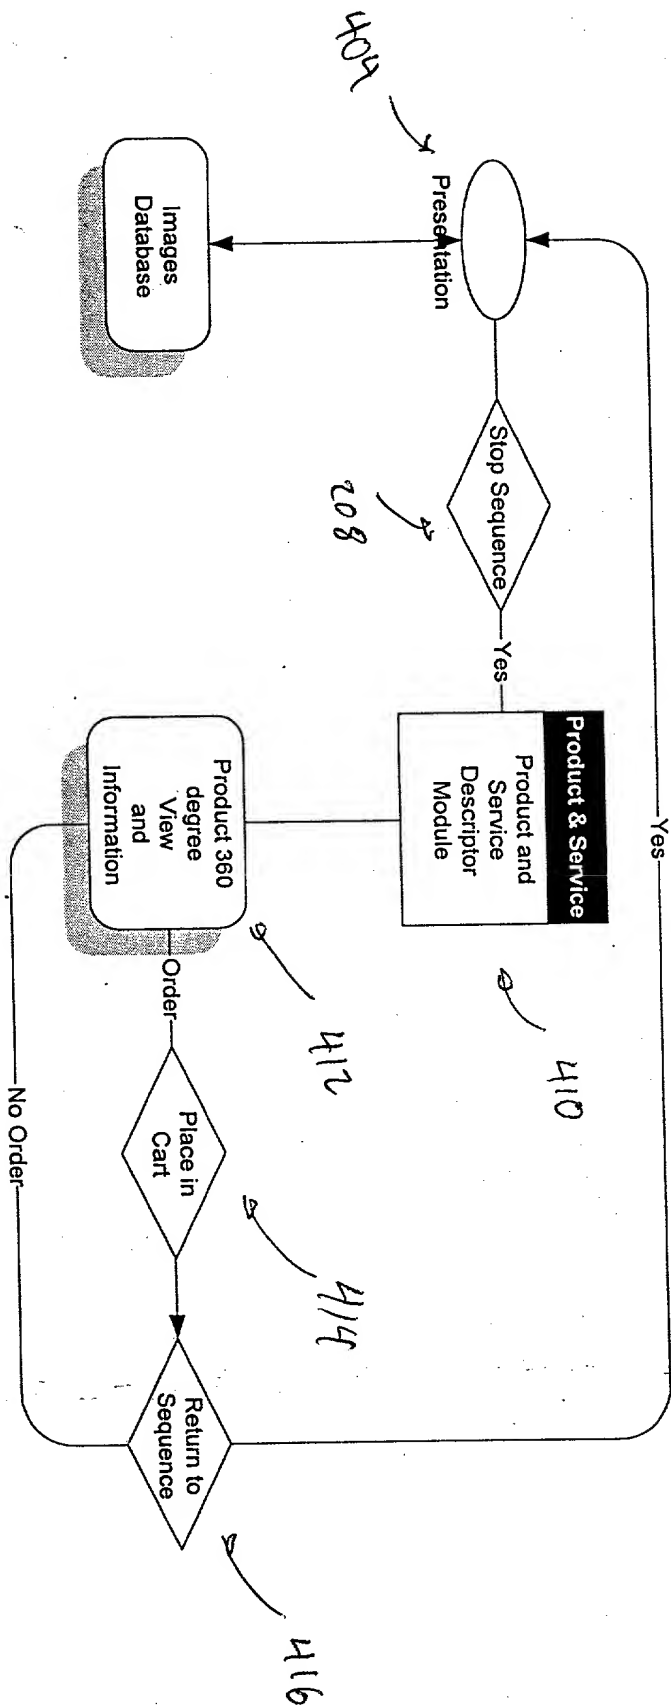 Yes
404
Presentation
Stop Sequence
208
Yes
Product & Service
Product and
Service
Descriptor
Module
410
Images
Database
Product 360
degree
View
and
Information
412
Order
Place in
Cart
414
Return to
Sequence
416
No Order